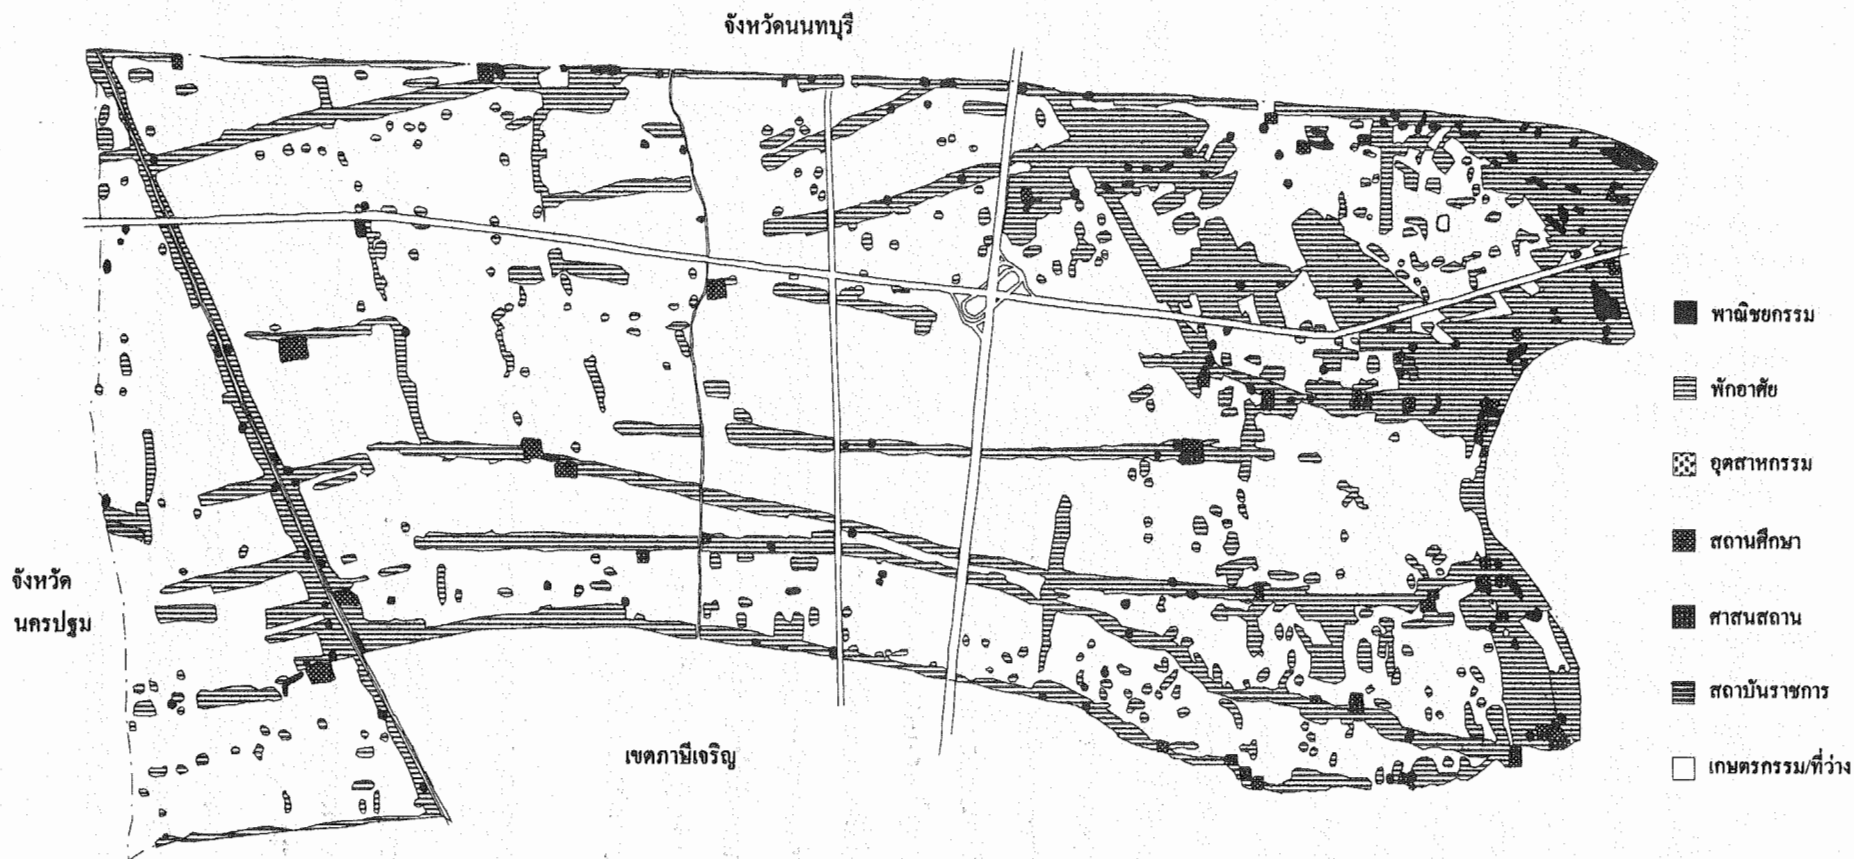 จังหวัดนนทบุรี
พาณิชยกรรม
พักอาศัย
อุตสาหกรรม
สถานศึกษา
ศาสนสถาน
สถาบันราชการ
เกษตรกรรม/ที่ว่าง
จังหวัด
นครปฐม
เขตภาษีเจริญ